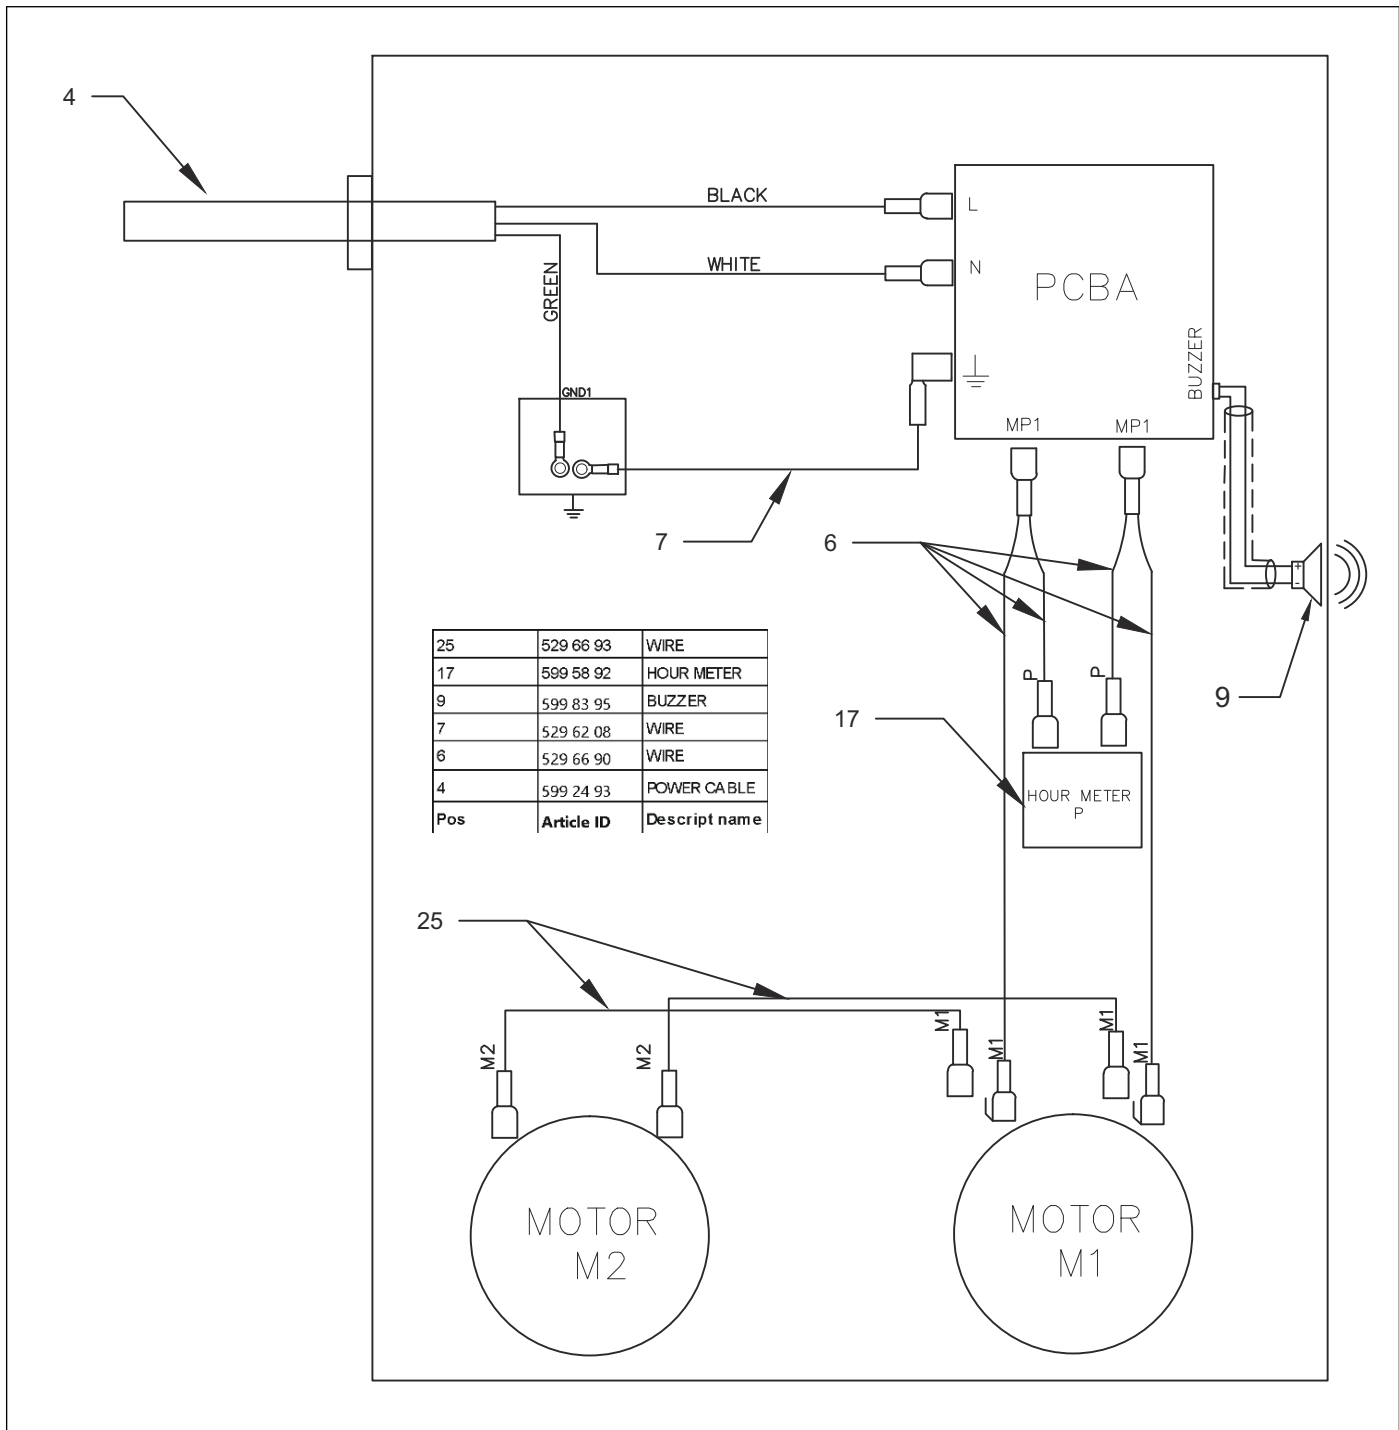 4
BLACK
L
WHITE
N
PCBA
GREEN
BUZZER
GND1
MP1
MP1
7
6
25 529 66 93 WIRE
17 599 58 92 HOUR METER
9 599 83 95 BUZZER
7 529 62 08 WIRE
6 529 66 90 WIRE
4 599 24 93 POWER CABLE
Pos Article ID Descript name
+
-
9
P
P
17
HOUR METER
P
25
M2
M2
M1
M1
M1
M1
MOTOR
M2
MOTOR
M1